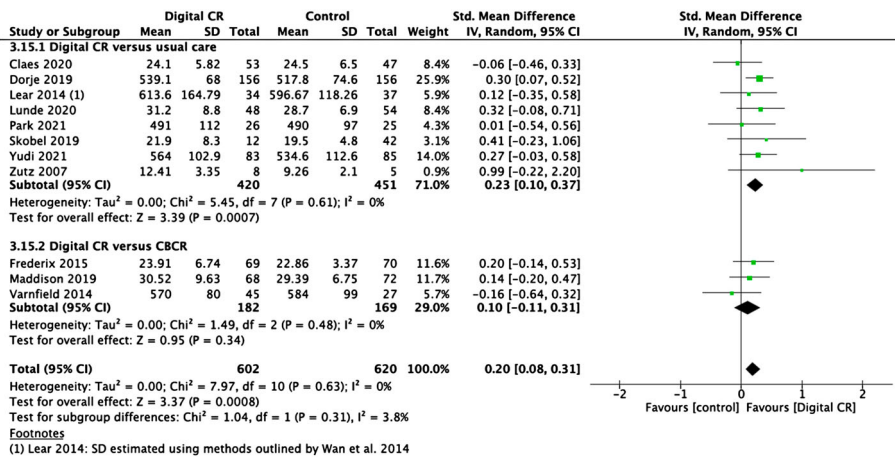 Digital CR Control Std. Mean Difference Std. Mean Difference
Study or Subgroup Mean SD Total Mean SD Total Weight IV, Random, 95% CI IV, Random, 95% CI
3.15.1 Digital CR versus usual care
Claes 2020 24.1 5.82 53 24.5 6.5 47 8.4% −0.06 [−0.46, 0.33]
Dorje 2019 539.1 68 156 517.8 74.6 156 25.9% 0.30 [0.07, 0.52]
Lear 2014 (1) 613.6 164.79 34 596.67 118.26 37 5.9% 0.12 [−0.35, 0.58]
Lunde 2020 31.2 8.8 48 28.7 6.9 54 8.4% 0.32 [−0.08, 0.71]
Park 2021 491 112 26 490 97 25 4.3% 0.01 [−0.54, 0.56]
Skobel 2019 21.9 8.3 12 19.5 4.8 42 3.1% 0.41 [−0.23, 1.06]
Yudi 2021 564 102.9 83 534.6 112.6 85 14.0% 0.27 [−0.03, 0.58]
Zutz 2007 12.41 3.35 8 9.26 2.1 5 0.9% 0.99 [−0.22, 2.20]
Subtotal (95% CI) 420 451 71.0% 0.23 [0.10, 0.37]
Heterogeneity: Tau² = 0.00; Chi² = 5.45, df = 7 (P = 0.61); I² = 0%
Test for overall effect: Z = 3.39 (P = 0.0007)
3.15.2 Digital CR versus CBCR
Frederix 2015 23.91 6.74 69 22.86 3.37 70 11.6% 0.20 [−0.14, 0.53]
Maddison 2019 30.52 9.63 68 29.39 6.75 72 11.7% 0.14 [−0.20, 0.47]
Varnfield 2014 570 80 45 584 99 27 5.7% −0.16 [−0.64, 0.32]
Subtotal (95% CI) 182 169 29.0% 0.10 [−0.11, 0.31]
Heterogeneity: Tau² = 0.00; Chi² = 1.49, df = 2 (P = 0.48); I² = 0%
Test for overall effect: Z = 0.95 (P = 0.34)
Total (95% CI) 602 620 100.0% 0.20 [0.08, 0.31]
Heterogeneity: Tau² = 0.00; Chi² = 7.97, df = 10 (P = 0.63); I² = 0%
Test for overall effect: Z = 3.37 (P = 0.0008)
Test for subgroup differences: Chi² = 1.04, df = 1 (P = 0.31), I² = 3.8%
−2 −1 0 1 2
Favours [control] Favours [Digital CR]
Footnotes
(1) Lear 2014: SD estimated using methods outlined by Wan et al. 2014